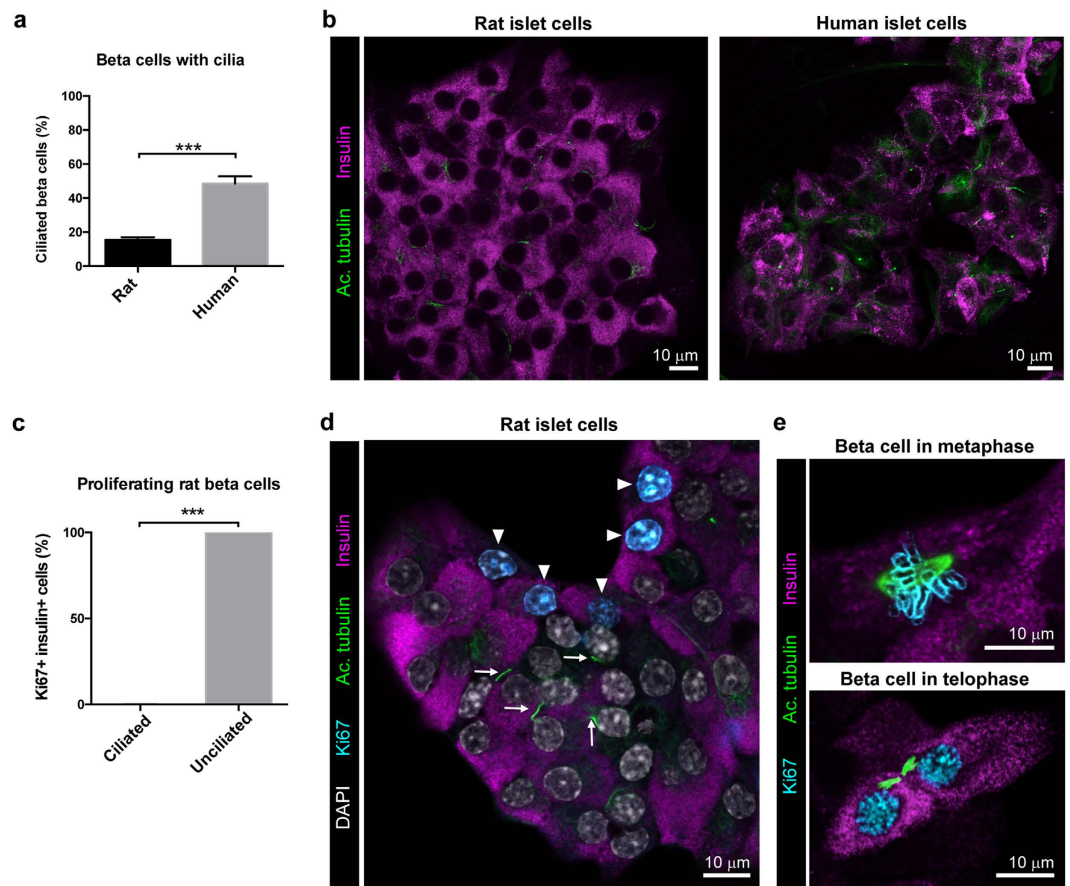 a
Beta cells with cilia
Ciliated beta cells (%)
100
80
60
40
20
0
***
Rat
Human
b
Rat islet cells
Human islet cells
Ac. tubulin Insulin
10 μm
10 μm
c
Proliferating rat beta cells
Ki67+ insulin+ cells (%)
100
50
0
***
Ciliated
Unciliated
d
Rat islet cells
DAPI Ki67 Ac. tubulin Insulin
10 μm
e
Beta cell in metaphase
Ki67 Ac. tubulin Insulin
10 μm
Beta cell in telophase
10 μm